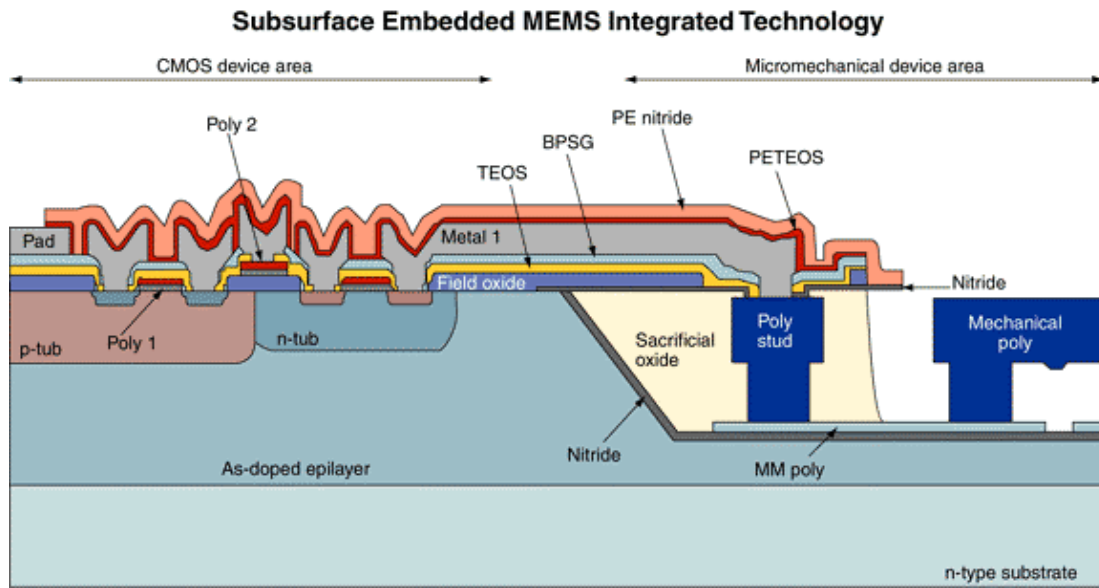 Subsurface Embedded MEMS Integrated Technology
CMOS device area
Micromechanical device area
Poly 2
PE nitride
BPSG
PETEOS
TEOS
Pad
Metal 1
Field oxide
Nitride
Poly 1
n-tub
p-tub
Sacrificial
oxide
Poly
stud
Mechanical
poly
Nitride
MM poly
As-doped epilayer
n-type substrate